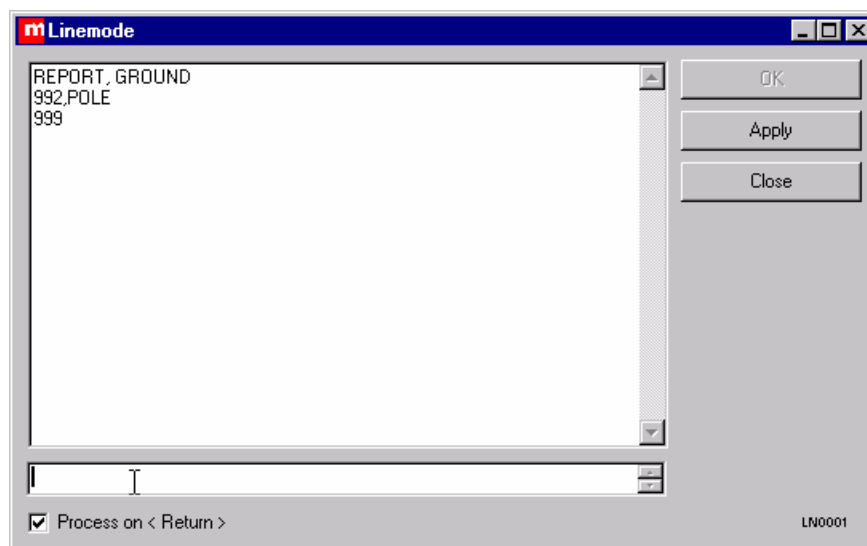 m Linemode
REPORT, GROUND
992,POLE
999
OK
Apply
Close
Process on < Return >
LN0001